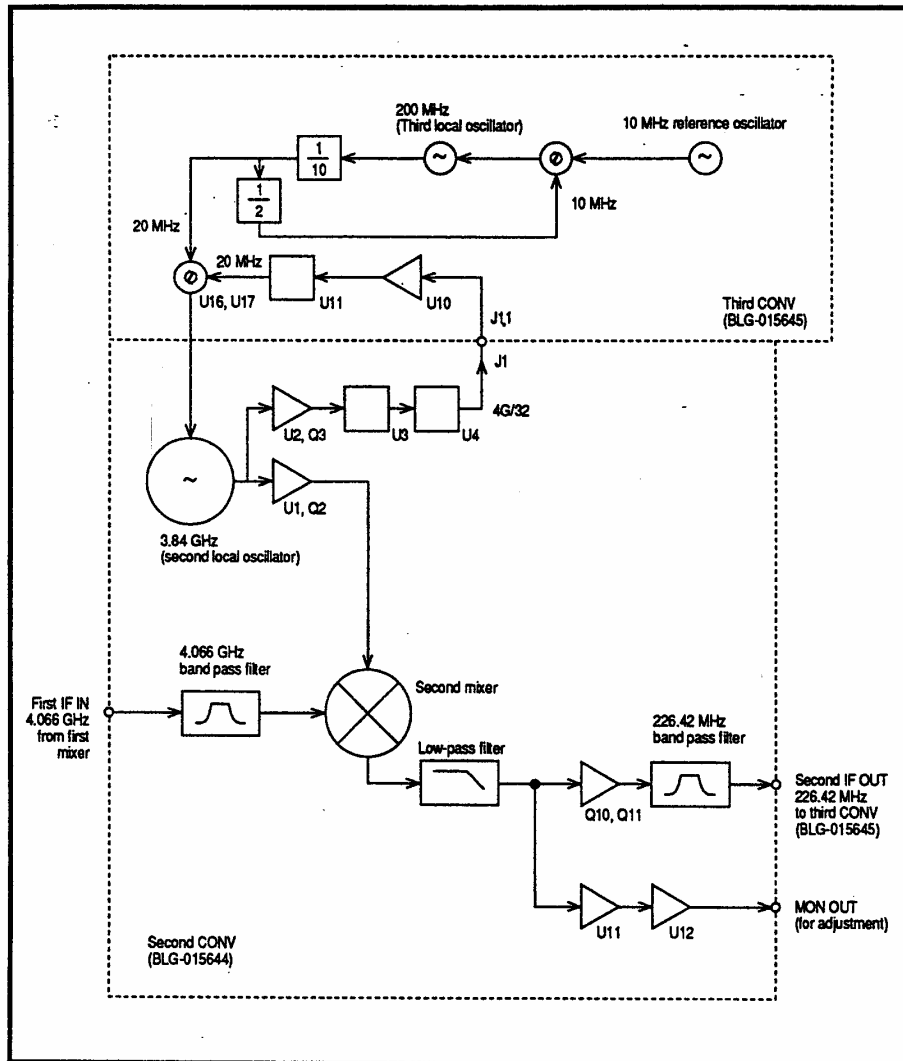 200 MHz
(Third local oscillator)
10 MHz reference oscillator
~
~
1
10
1
2
10 MHz
20 MHz
20 MHz
U16, U17
U11
U10
Third CONV
(BLG-015645)
J1,1
J1
4G/32
U2, Q3
U3
U4
~
U1, Q2
3.84 GHz
(second local oscillator)
4.066 GHz
band pass filter
First IF IN
4.066 GHz
from first
mixer
Second mixer
Low-pass filter
226.42 MHz
band pass filter
Q10, Q11
Second IF OUT
226.42 MHz
to third CONV
(BLG-015645)
U11
U12
MON OUT
(for adjustment)
Second CONV
(BLG-015644)